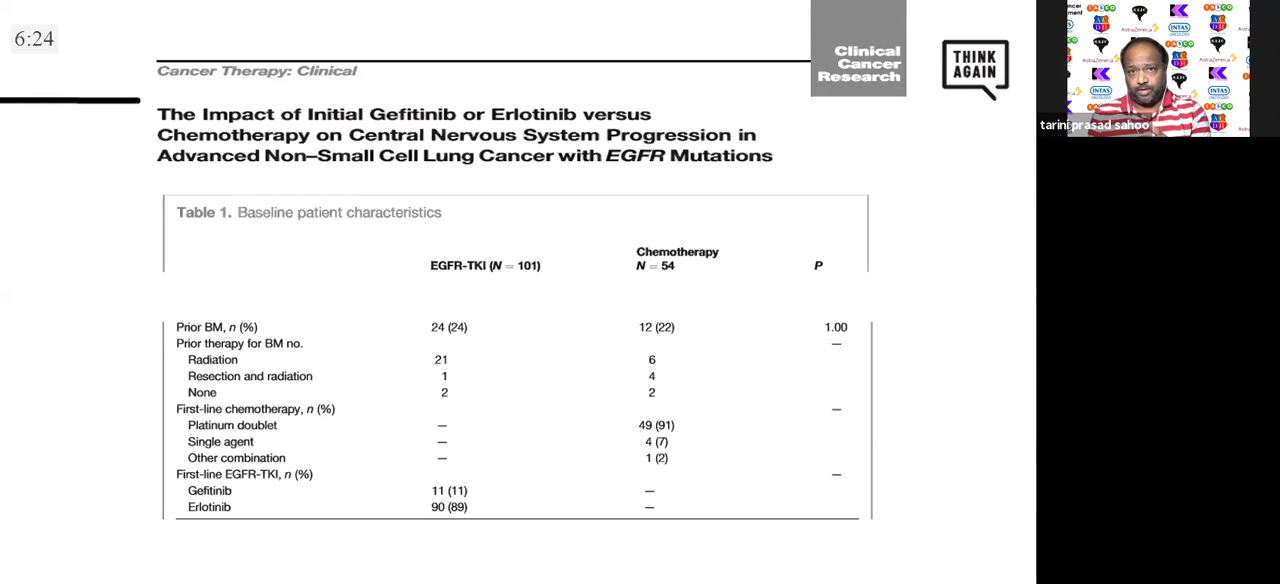 6:24
Cancer Therapy: Clinical
Clinical
Cancer
Research
THINK
AGAIN
The Impact of Initial Gefitinib or Erlotinib versus
Chemotherapy on Central Nervous System Progression in
Advanced Non–Small Cell Lung Cancer with EGFR Mutations
Table 1. Baseline patient characteristics
EGFR-TKI (N = 101) Chemotherapy N = 54 P
Prior BM, n (%) 24 (24) 12 (22) 1.00
Prior therapy for BM no. —
Radiation 21 6
Resection and radiation 1 4
None 2 2
First-line chemotherapy, n (%) —
Platinum doublet — 49 (91)
Single agent — 4 (7)
Other combination — 1 (2)
First-line EGFR-TKI, n (%) —
Gefitinib 11 (11) —
Erlotinib 90 (89) —
AstraZeneca
INTAS
tarini prasad sahoo